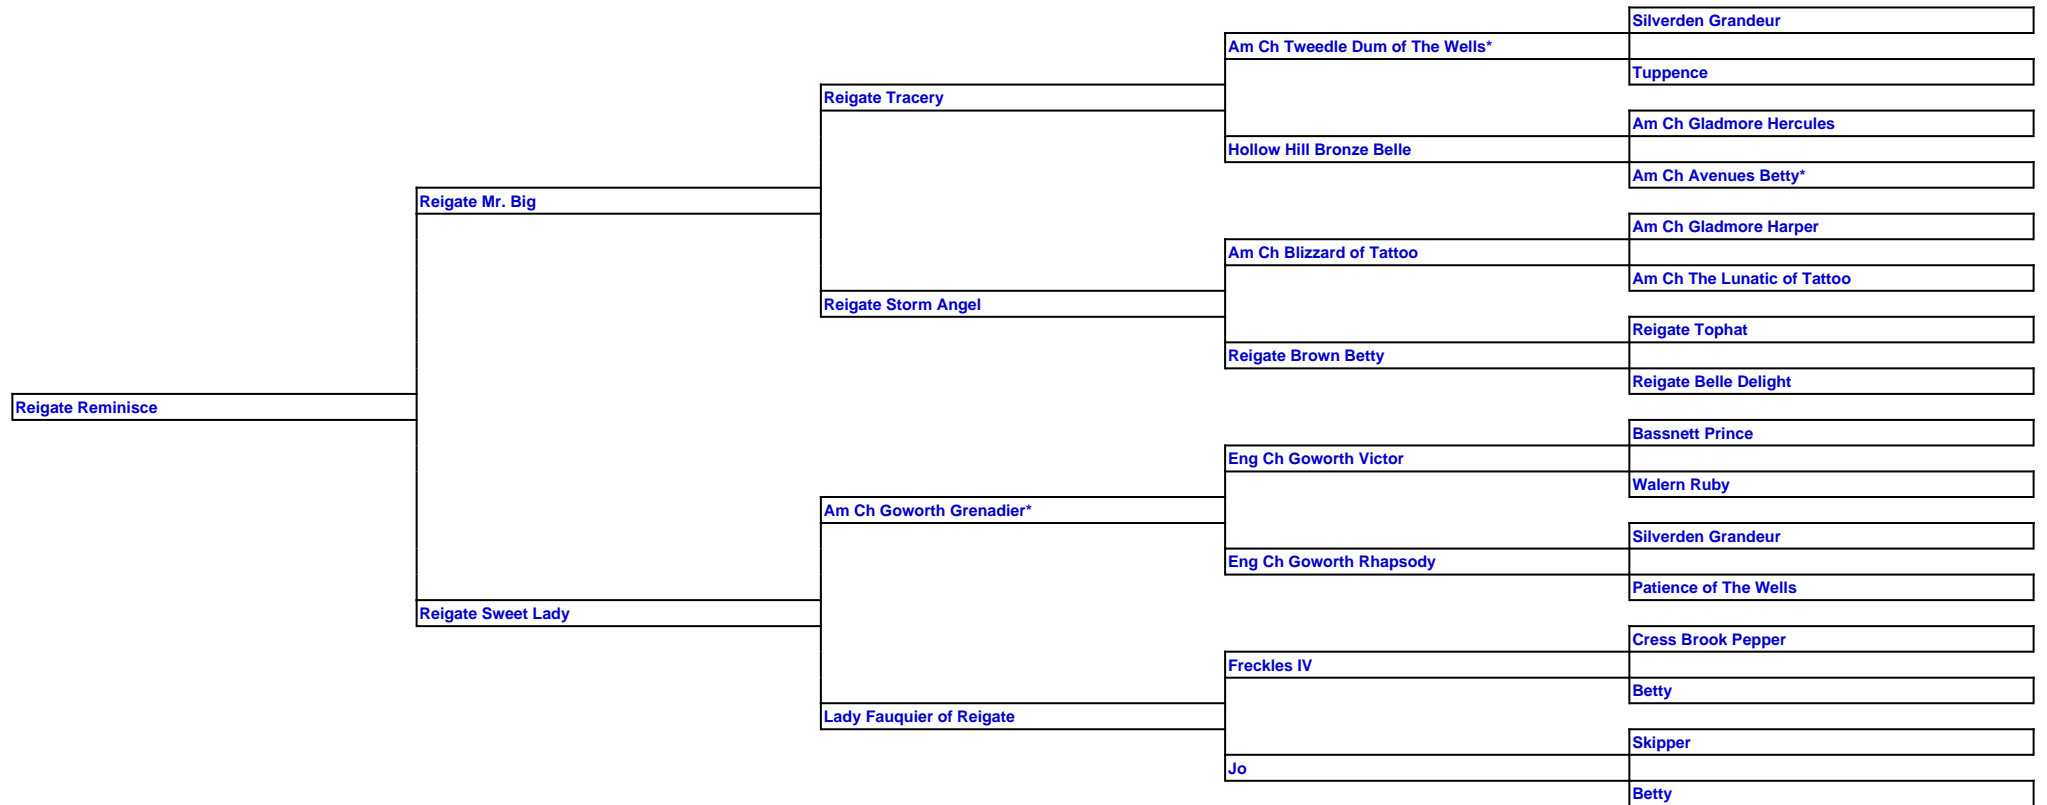 Silverden Grandeur
Am Ch Tweedle Dum of The Wells*
Tuppence
Reigate Tracery
Am Ch Gladmore Hercules
Hollow Hill Bronze Belle
Am Ch Avenues Betty*
Reigate Mr. Big
Am Ch Gladmore Harper
Am Ch Blizzard of Tattoo
Am Ch The Lunatic of Tattoo
Reigate Storm Angel
Reigate Tophat
Reigate Brown Betty
Reigate Belle Delight
Reigate Reminisce
Bassnett Prince
Eng Ch Goworth Victor
Walern Ruby
Am Ch Goworth Grenadier*
Silverden Grandeur
Eng Ch Goworth Rhapsody
Patience of The Wells
Reigate Sweet Lady
Cress Brook Pepper
Freckles IV
Betty
Lady Fauquier of Reigate
Skipper
Jo
Betty